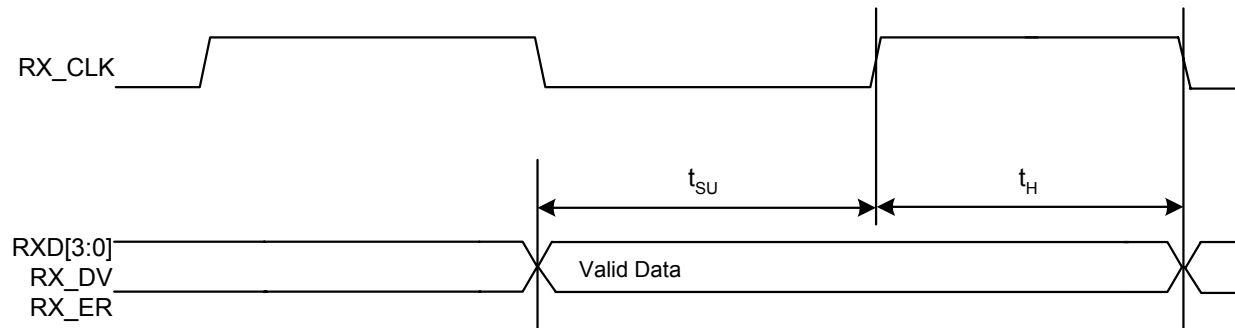 RX_CLK
tSU
tH
RXD[3:0]
RX_DV
Valid Data
RX_ER